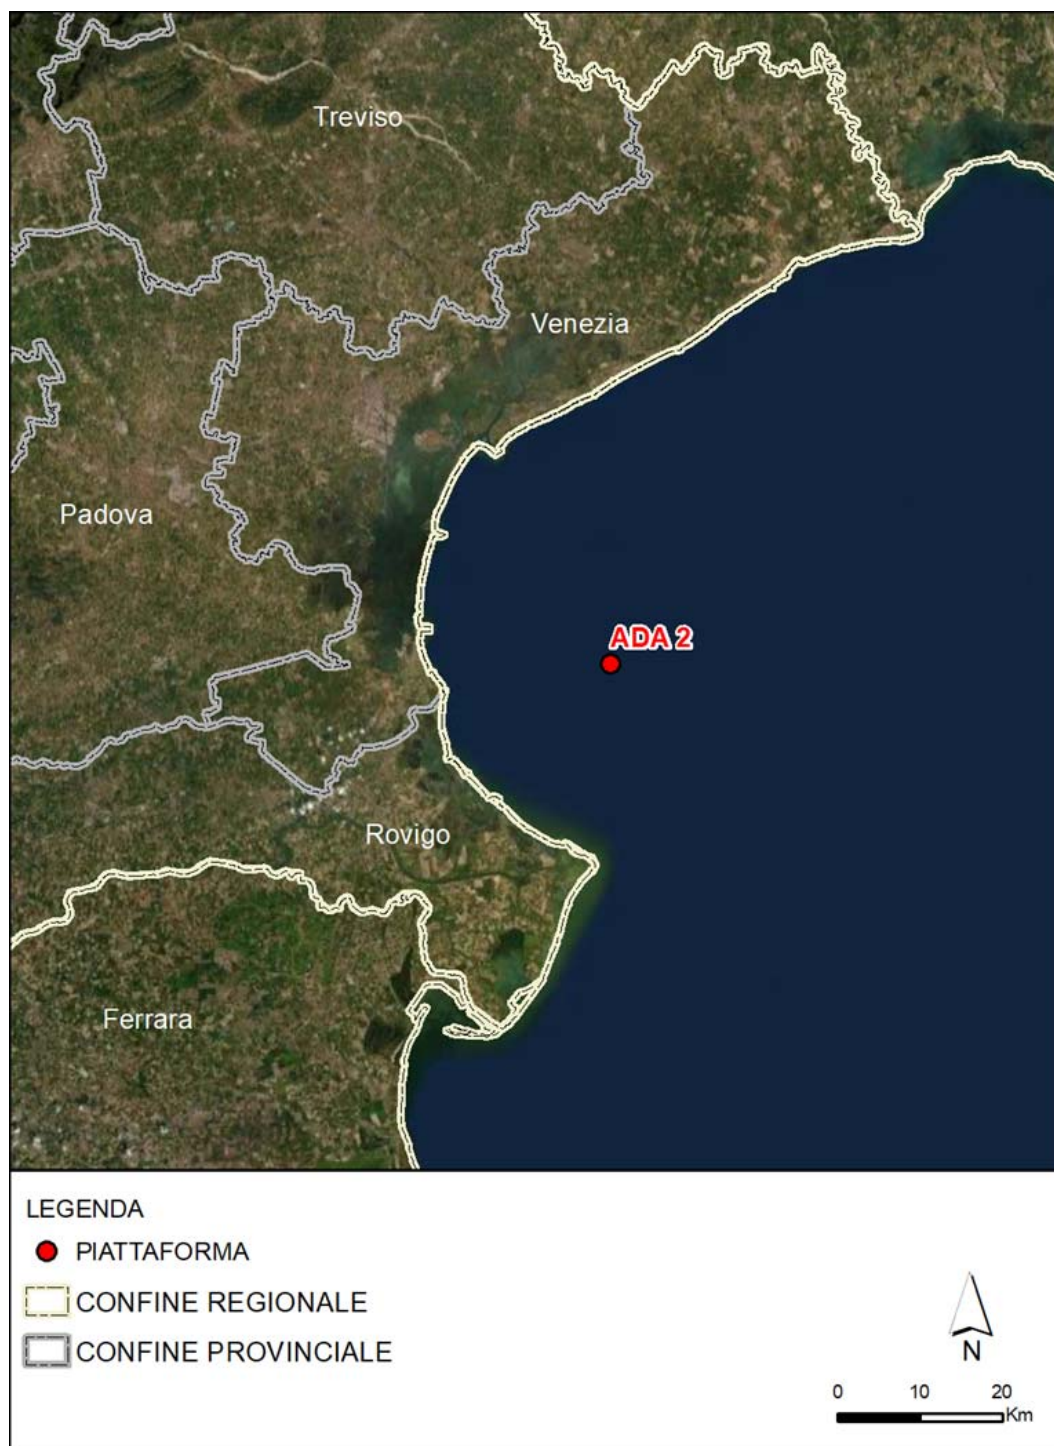 Treviso
Venezia
Padova
ADA 2
Rovigo
Ferrara
LEGENDA
PIATTAFORMA
CONFINE REGIONALE
CONFINE PROVINCIALE
N
0 10 20
Km